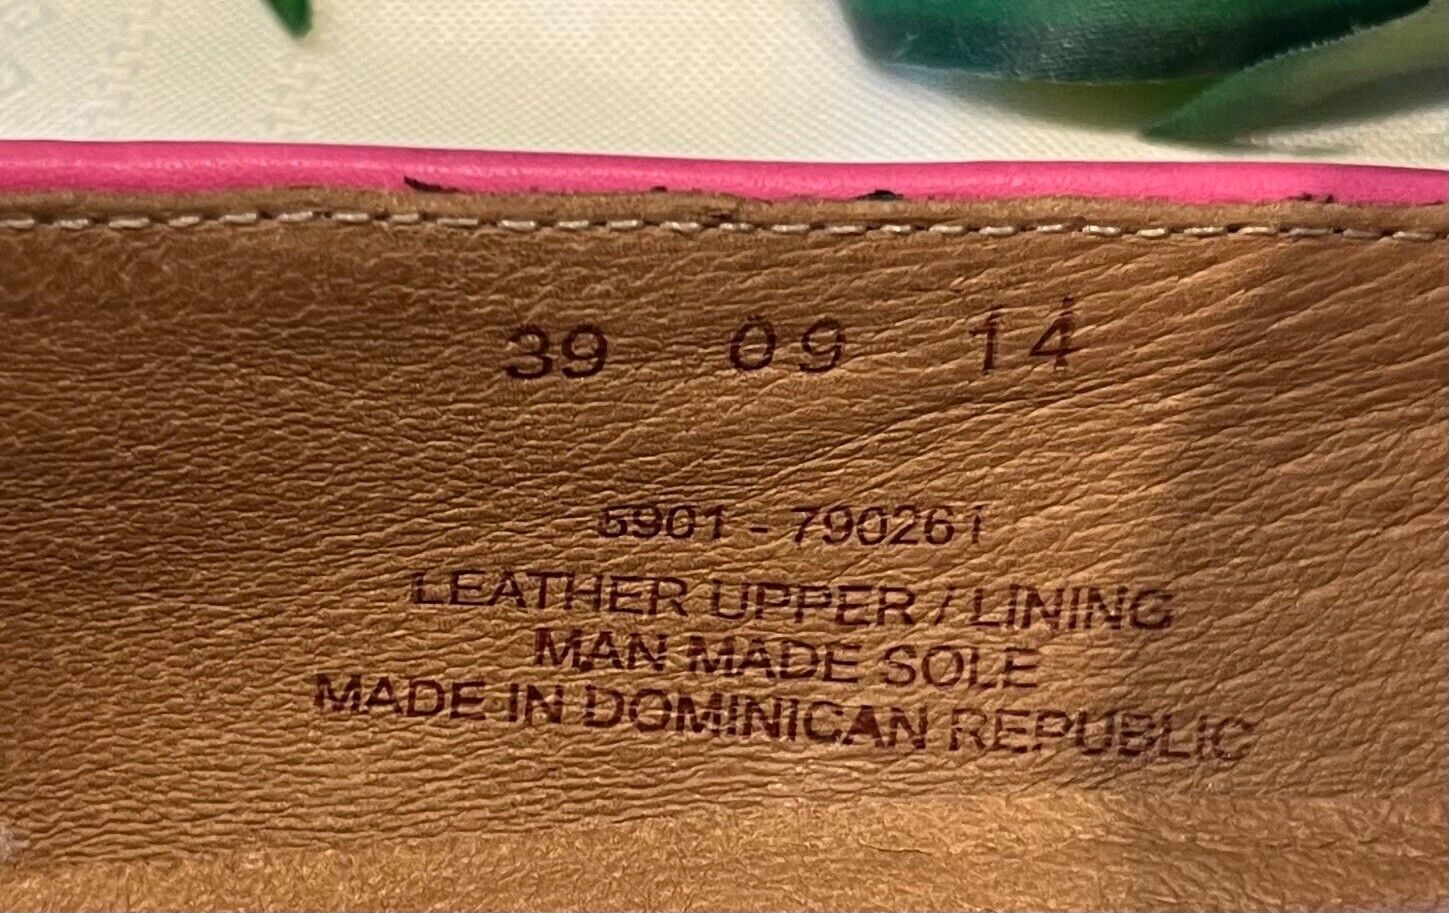 39 09 14
5901 - 790261
LEATHER UPPER / LINING
MAN MADE SOLE
MADE IN DOMINICAN REPUBLIC